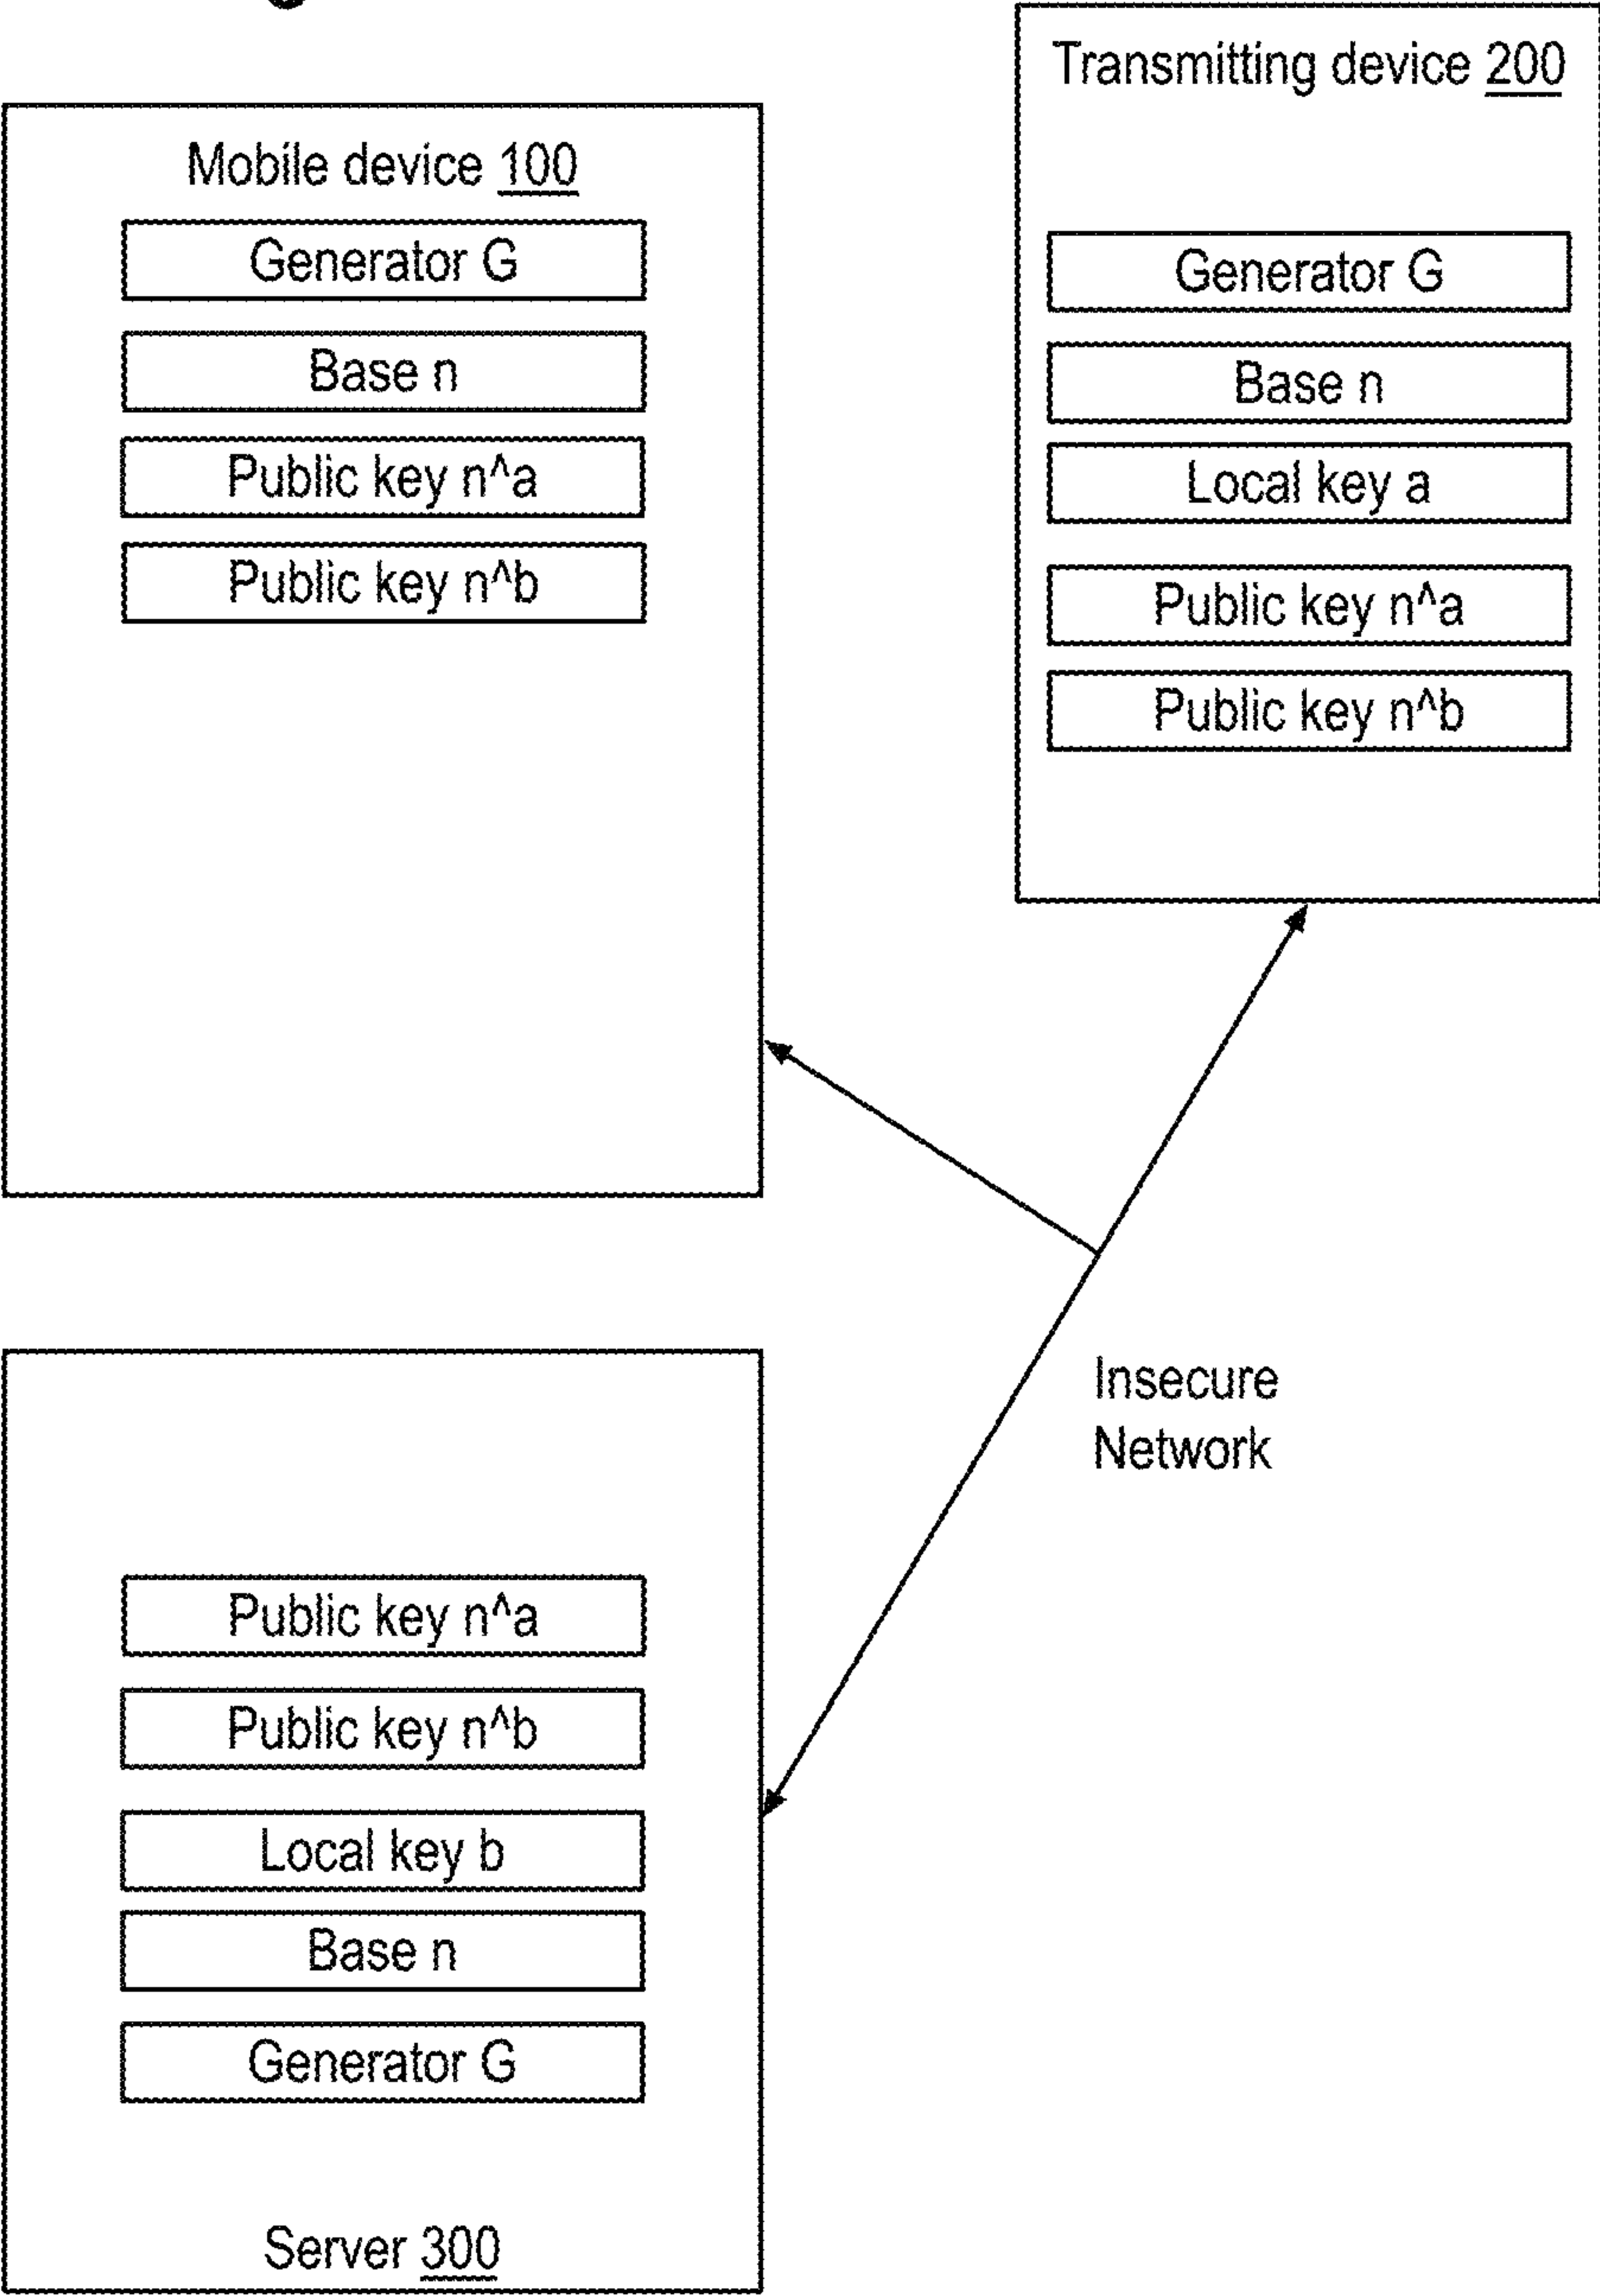 Mobile device 100
Generator G
Base n
Public key n^a
Public key n^b
Transmitting device 200
Generator G
Base n
Local key a
Public key n^a
Public key n^b
Insecure
Network
Public key n^a
Public key n^b
Local key b
Base n
Generator G
Server 300